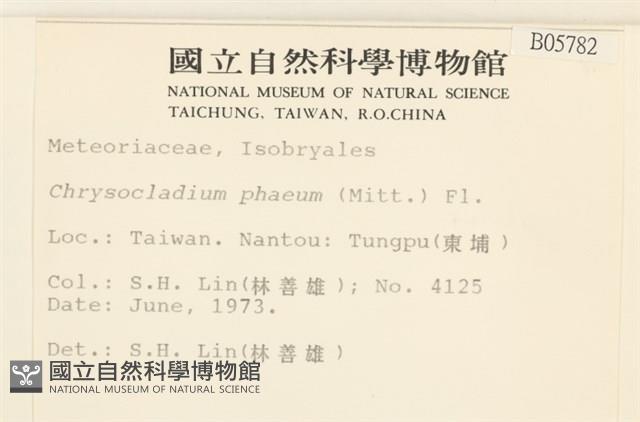 B05782
國立自然科學博物館
NATIONAL MUSEUM OF NATURAL SCIENCE
TAICHUNG, TAIWAN, R.O.CHINA
Meteoriaceae, Isobryales
Chrysocladium phaeum (Mitt.) Fl.
Loc.: Taiwan. Nantou: Tungpu(東埔)
Col.: S.H. Lin(林善雄); No. 4125
Date: June, 1973.
Det.: S.H. Lin(林善雄)
國立自然科學博物館
NATIONAL MUSEUM OF NATURAL SCIENCE